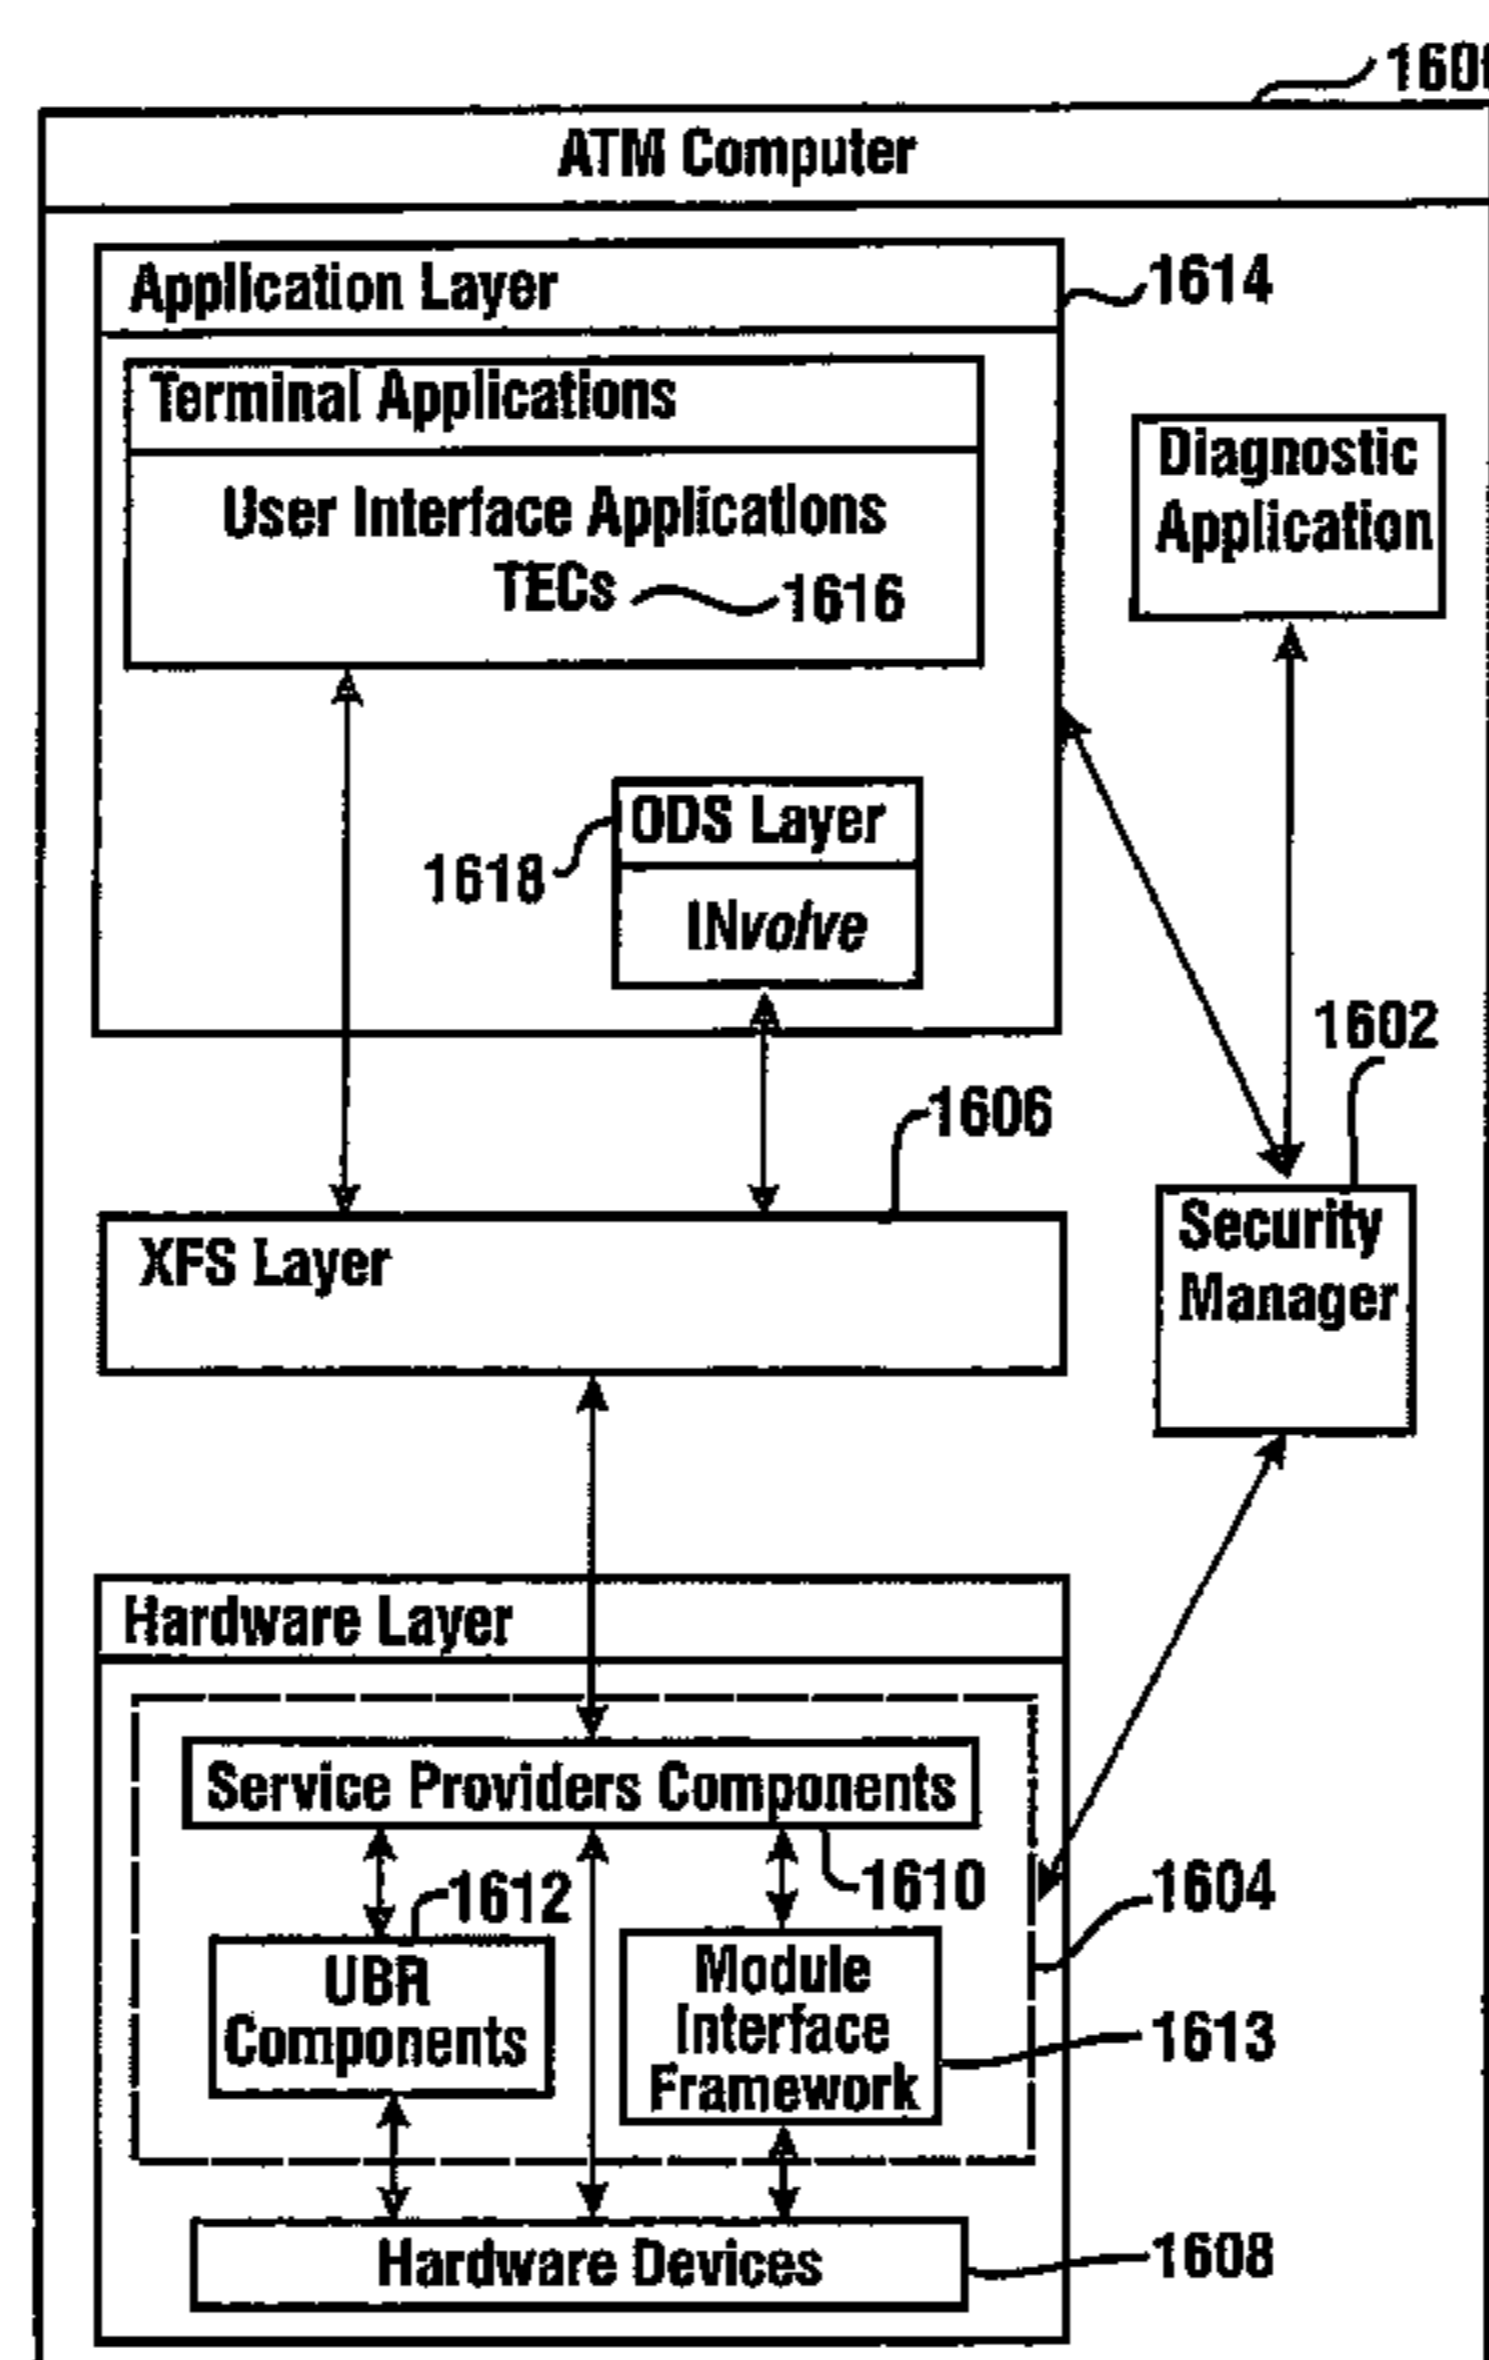 ATM Computer
Application Layer
1614
Terminal Applications
User Interface Applications
TECs
1616
Diagnostic
Application
ODS Layer
1618
INvolve
1602
1606
XFS Layer
Security
Manager
Hardware Layer
Service Providers Components
1612
1610
1604
UBR
Components
Module
Interface
Framework
1613
Hardware Devices
1608